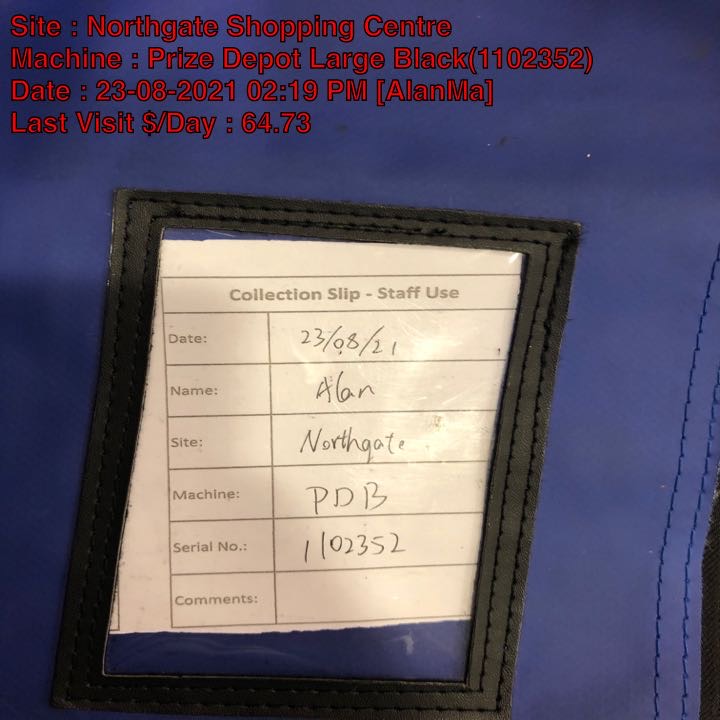 Site : Northgate Shopping Centre
Machine : Prize Depot Large Black(1102352)
Date : 23-08-2021 02:19 PM [AlanMa]
Last Visit $/Day : 64.73
Collection Slip - Staff Use
Date: 23/08/21
Name: Alan
Site: Northgate
Machine: PDB
Serial No.: 1102352
Comments: